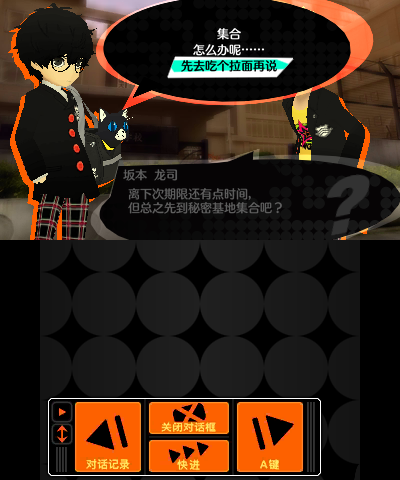 集合
怎么办呢……
先去吃个拉面再说
坂本 龙司
离下次期限还有点时间，
但总之先到秘密基地集合吧？
关闭对话框
对话记录
快进
A键